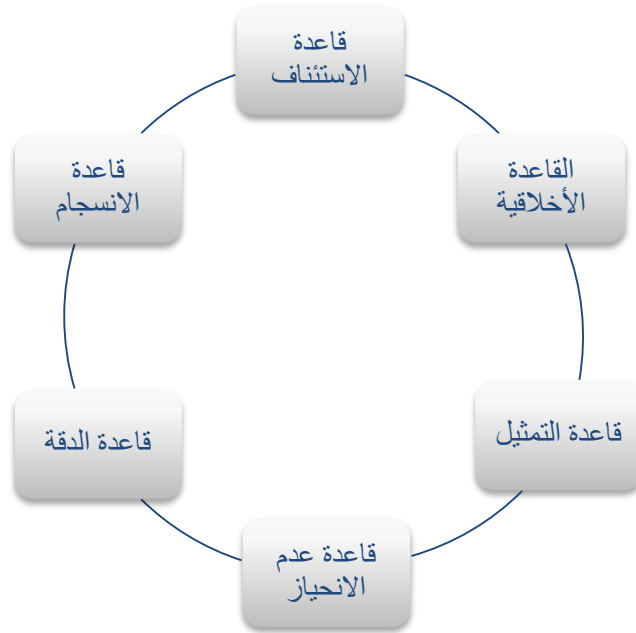 قاعدة
الاستئناف
القاعدة
الأخلاقية
قاعدة التمثيل
قاعدة عدم
الانحياز
قاعدة الدقة
قاعدة
الانسجام